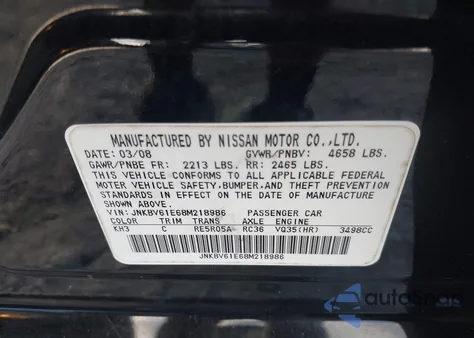 MANUFACTURED BY NISSAN MOTOR CO.,LTD.
DATE: 03/08 GVWR/PNBV: 4658 LBS.
GAWR/PNBE FR: 2213 LBS. RR: 2465 LBS.
THIS VEHICLE CONFORMS TO ALL APPLICABLE FEDERAL
MOTOR VEHICLE SAFETY, BUMPER, AND THEFT PREVENTION
STANDARDS IN EFFECT ON THE DATE OF MANUFACTURE
SHOWN ABOVE.
VIN: JNKBV61E68M218986 PASSENGER CAR
COLOR TRIM TRANS AXLE ENGINE
KH3 C RE5R05A RC36 VQ35(HR) 3498CC
JNKBV61E68M218986
autoSnap